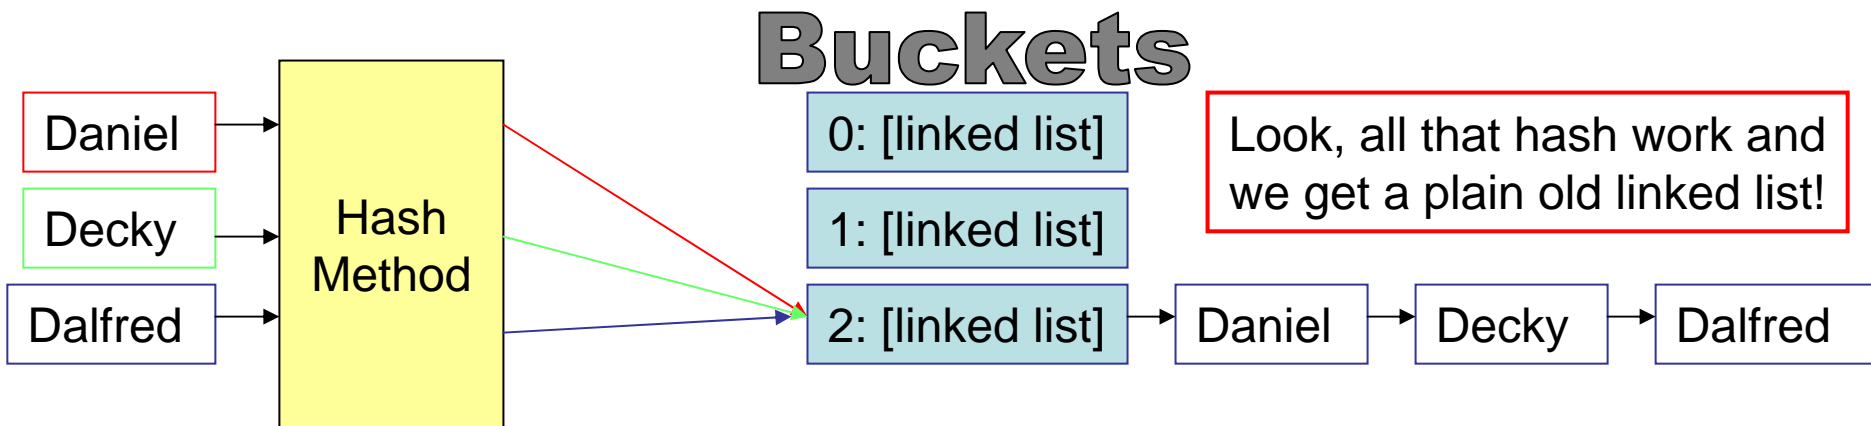 Buckets
Daniel
Decky
Dalfred
Hash
Method
0: [linked list]
1: [linked list]
2: [linked list]
Daniel
Decky
Dalfred
Look, all that hash work and
we get a plain old linked list!